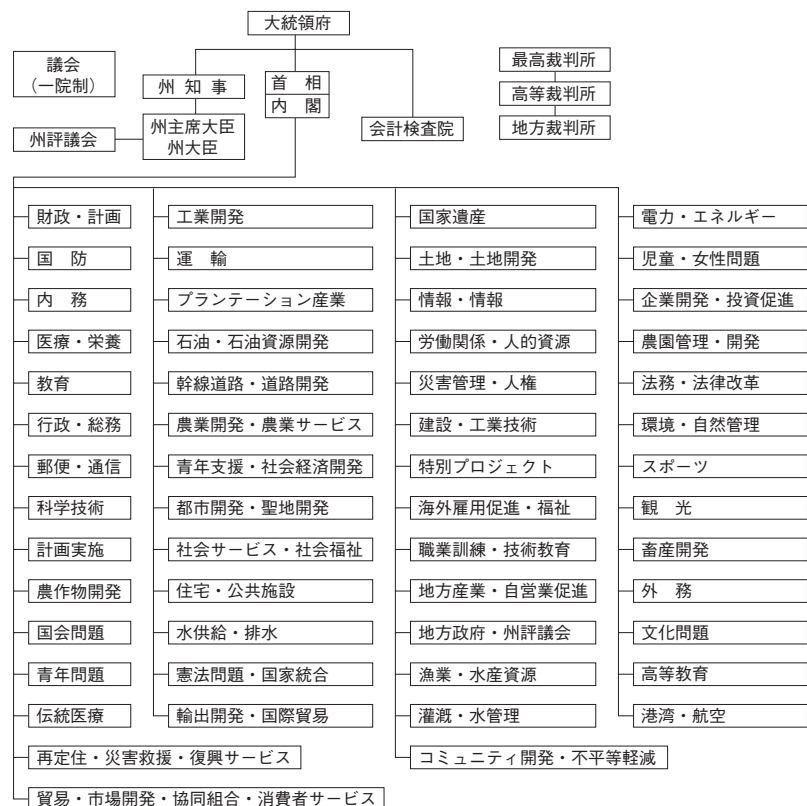 大統領府
議会
（一院制）
州 知 事
首 相
内 閣
最高裁判所
高等裁判所
地方裁判所
州評議会
州主席大臣
州大臣
会計検査院
財政・計画
工業開発
国家遺産
電力・エネルギー
国 防
運 輸
土地・土地開発
児童・女性問題
内 務
プランテーション産業
情報・情報
企業開発・投資促進
医療・栄養
石油・石油資源開発
労働関係・人的資源
農園管理・開発
教育
幹線道路・道路開発
災害管理・人権
法務・法律改革
行政・総務
農業開発・農業サービス
建設・工業技術
環境・自然管理
郵便・通信
青年支援・社会経済開発
特別プロジェクト
スポーツ
科学技術
都市開発・聖地開発
海外雇用促進・福祉
観 光
計画実施
社会サービス・社会福祉
職業訓練・技術教育
畜産開発
農作物開発
住宅・公共施設
地方産業・自営業促進
外 務
国会問題
水供給・排水
地方政府・州評議会
文化問題
青年問題
憲法問題・国家統合
漁業・水産資源
高等教育
伝統医療
輸出開発・国際貿易
灌漑・水管理
港湾・航空
再定住・災害救援・復興サービス
コミュニティ開発・不平等軽減
貿易・市場開発・協同組合・消費者サービス